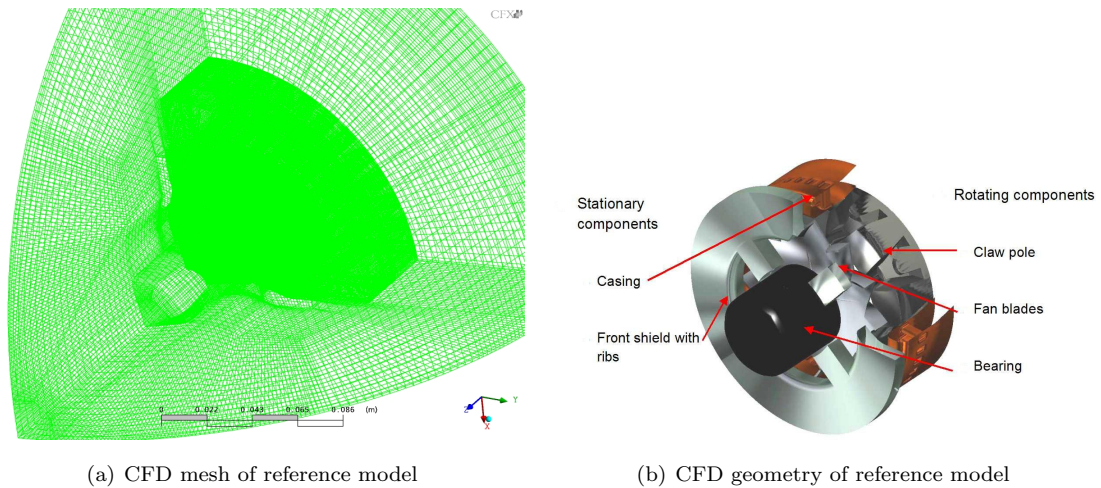 CFX
0 0.022 0.043 0.065 0.086 (m)
Z Y
X
Stationary
components
Rotating components
Casing
Claw pole
Fan blades
Front shield with
ribs
Bearing
(a) CFD mesh of reference model
(b) CFD geometry of reference model